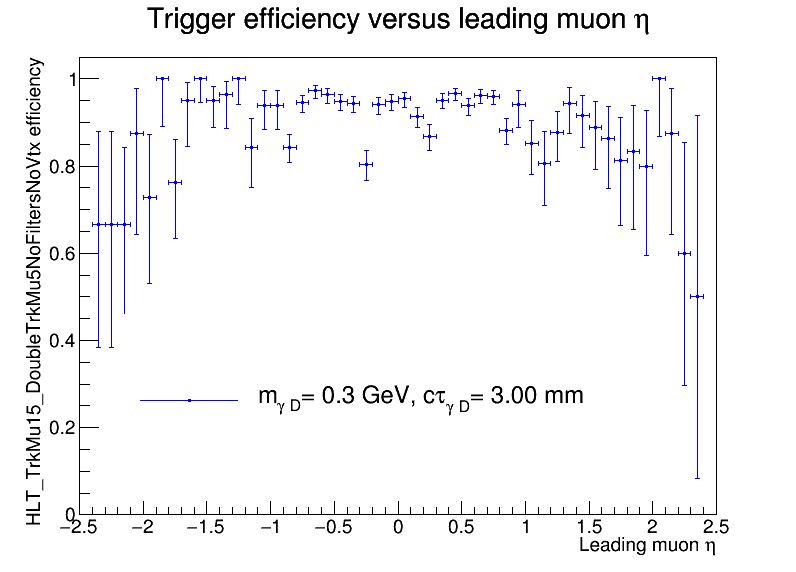 Trigger efficiency versus leading muon η
HLT_TrkMu15_DoubleTrkMu5NoFiltersNoVtx efficiency
1
0.8
0.6
0.4
0.2
0
m_γ D= 0.3 GeV, cτ_γ D= 3.00 mm
−2.5 −2 −1.5 −1 −0.5 0 0.5 1 1.5 2 2.5
Leading muon η